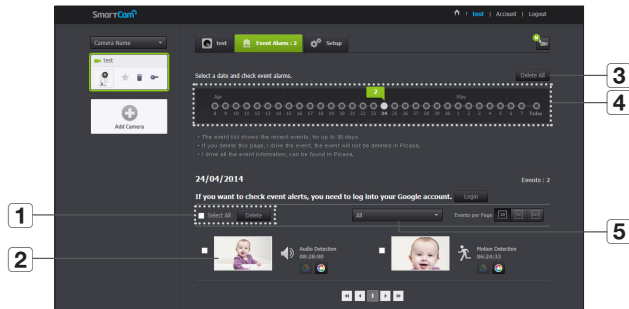 SmartCam
test | Account | Logout
Camera Name
test
Event Alarm : 2
Setup
N
test
Select a date and check event alarms.
Delete All
3
2
4
Apr
May
8 9 10 11 12 13 14 15 16 17 18 19 20 21 22 23 24 25 26 27 28 29 30 1 2 3 4 5 6 7 Today
Add Camera
• The event list shows the recent events, for up to 30 days.
• If you delete this page, I drive the event, the event will not be deleted in Picasa.
• I drive all the event information, can be found in Picasa.
24/04/2014
Events : 2
If you want to check event alerts, you need to log into your Google account.
Login
1
Select All
Delete
All
Events per Page
5
2
Audio Detection
08:28:08
Motion Detection
06:24:33
1